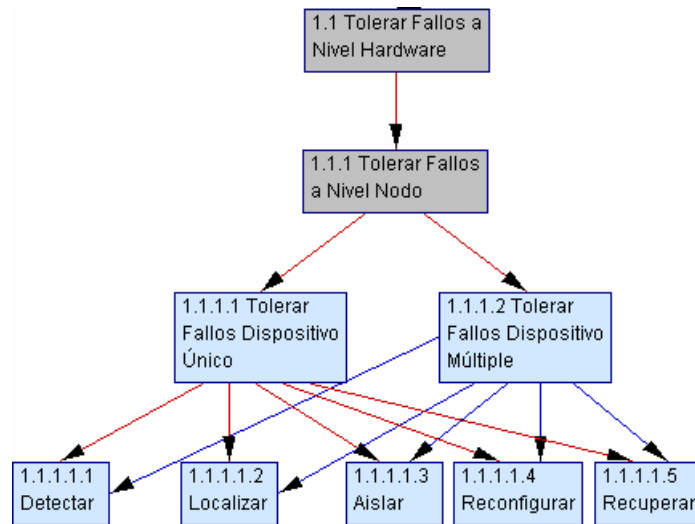 1.1 Tolerar Fallos a
Nivel Hardware
1.1.1 Tolerar Fallos
a Nivel Nodo
1.1.1.1 Tolerar
Fallos Dispositivo
Único
1.1.1.2 Tolerar
Fallos Dispositivo
Múltiple
1.1.1.1.1
Detectar
1.1.1.1.2
Localizar
1.1.1.1.3
Aislar
1.1.1.1.4
Reconfigurar
1.1.1.1.5
Recuperar